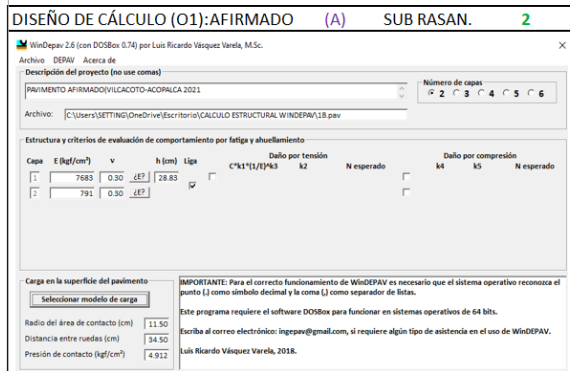 DISEÑO DE CÁLCULO (O1):AFIRMADO (A) SUB RASAN. 2
WinDepav 2.6 (con DOSBox 0.74) por Luis Ricardo Vásquez Varela, M.Sc.
Archivo DEPAV Acerca de
Descripción del proyecto (no use comas)
PAVIMENTO AFIRMADO(VILCACOTO-ACOPALCA 2021
Número de capas
2 3 4 5 6
Archivo: C:\Users\SETTING\OneDrive\Escritorio\CALCULO ESTRUCTURAL WINDEPAV\1B.pav
Estructura y criterios de evaluación de comportamiento por fatiga y ahuellamiento
Daño por tensión Daño por compresión
Capa E (kgf/cm²) ν h (cm) Liga C*k1*(1/E)^k3 k2 N esperado k4 k5 N esperado
1 7683 0.30 ¿E? 28.83
2 791 0.30 ¿E?
Carga en la superficie del pavimento
Seleccionar modelo de carga
Radio del área de contacto (cm) 11.50
Distancia entre ruedas (cm) 34.50
Presión de contacto (kgf/cm²) 4.912
IMPORTANTE: Para el correcto funcionamiento de WinDEPAV es necesario que el sistema operativo reconozca el
punto (.) como símbolo decimal y la coma (,) como separador de listas.
Este programa requiere el software DOSBox para funcionar en sistemas operativos de 64 bits.
Escriba al correo electrónico: ingepav@gmail.com, si requiere algún tipo de asistencia en el uso de WinDEPAV.
Luis Ricardo Vásquez Varela, 2018.